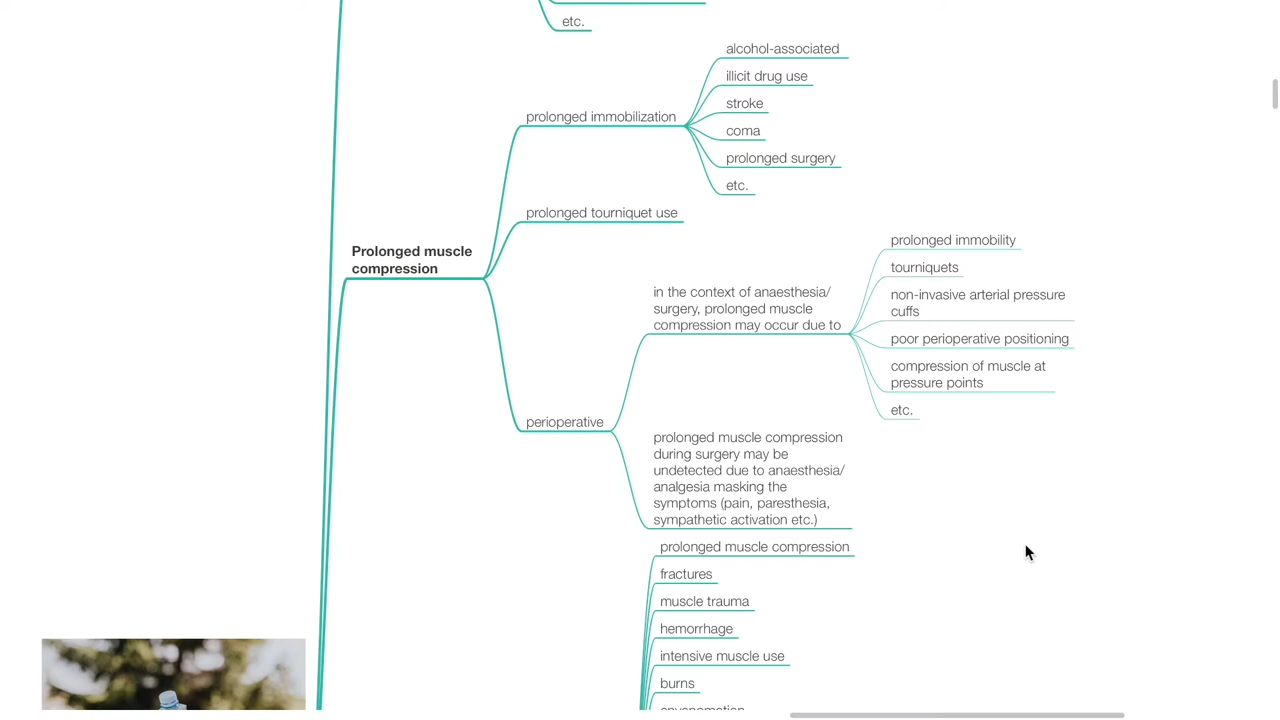 etc.
alcohol-associated
illicit drug use
stroke
coma
prolonged surgery
etc.
prolonged immobilization
prolonged tourniquet use
Prolonged muscle
compression
prolonged immobility
tourniquets
non-invasive arterial pressure
cuffs
poor perioperative positioning
compression of muscle at
pressure points
etc.
in the context of anaesthesia/
surgery, prolonged muscle
compression may occur due to
perioperative
prolonged muscle compression
during surgery may be
undetected due to anaesthesia/
analgesia masking the
symptoms (pain, paresthesia,
sympathetic activation etc.)
prolonged muscle compression
fractures
muscle trauma
hemorrhage
intensive muscle use
burns